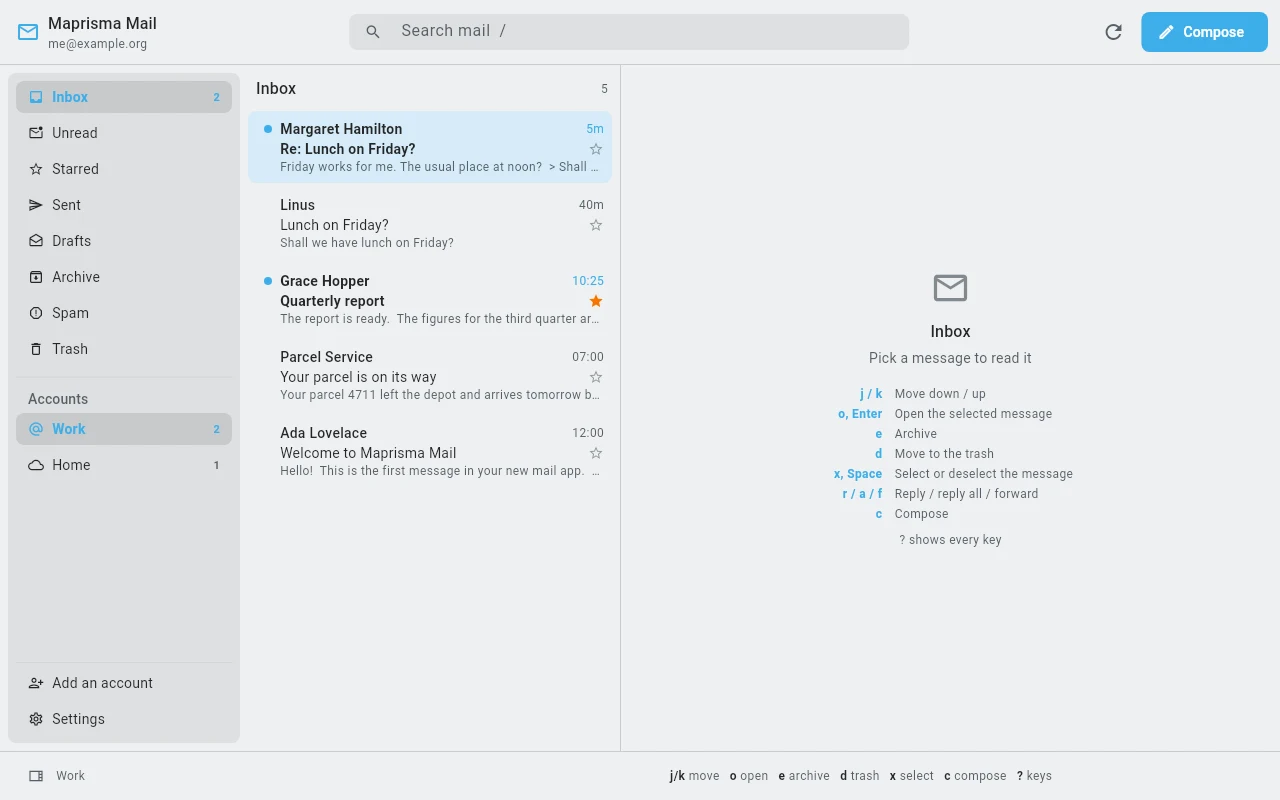 Maprisma Mail
me@example.org
Search mail /
Compose
Inbox 2
Unread
Starred
Sent
Drafts
Archive
Spam
Trash
Accounts
Work 2
Home 1
Add an account
Settings
Inbox 5
Margaret Hamilton 5m
Re: Lunch on Friday?
Friday works for me. The usual place at noon? > Shall …
Linus 40m
Lunch on Friday?
Shall we have lunch on Friday?
Grace Hopper 10:25
Quarterly report
The report is ready. The figures for the third quarter ar…
Parcel Service 07:00
Your parcel is on its way
Your parcel 4711 left the depot and arrives tomorrow b…
Ada Lovelace 12:00
Welcome to Maprisma Mail
Hello! This is the first message in your new mail app. …
Inbox
Pick a message to read it
j / k Move down / up
o, Enter Open the selected message
e Archive
d Move to the trash
x, Space Select or deselect the message
r / a / f Reply / reply all / forward
c Compose
? shows every key
Work
j/k move o open e archive d trash x select c compose ? keys